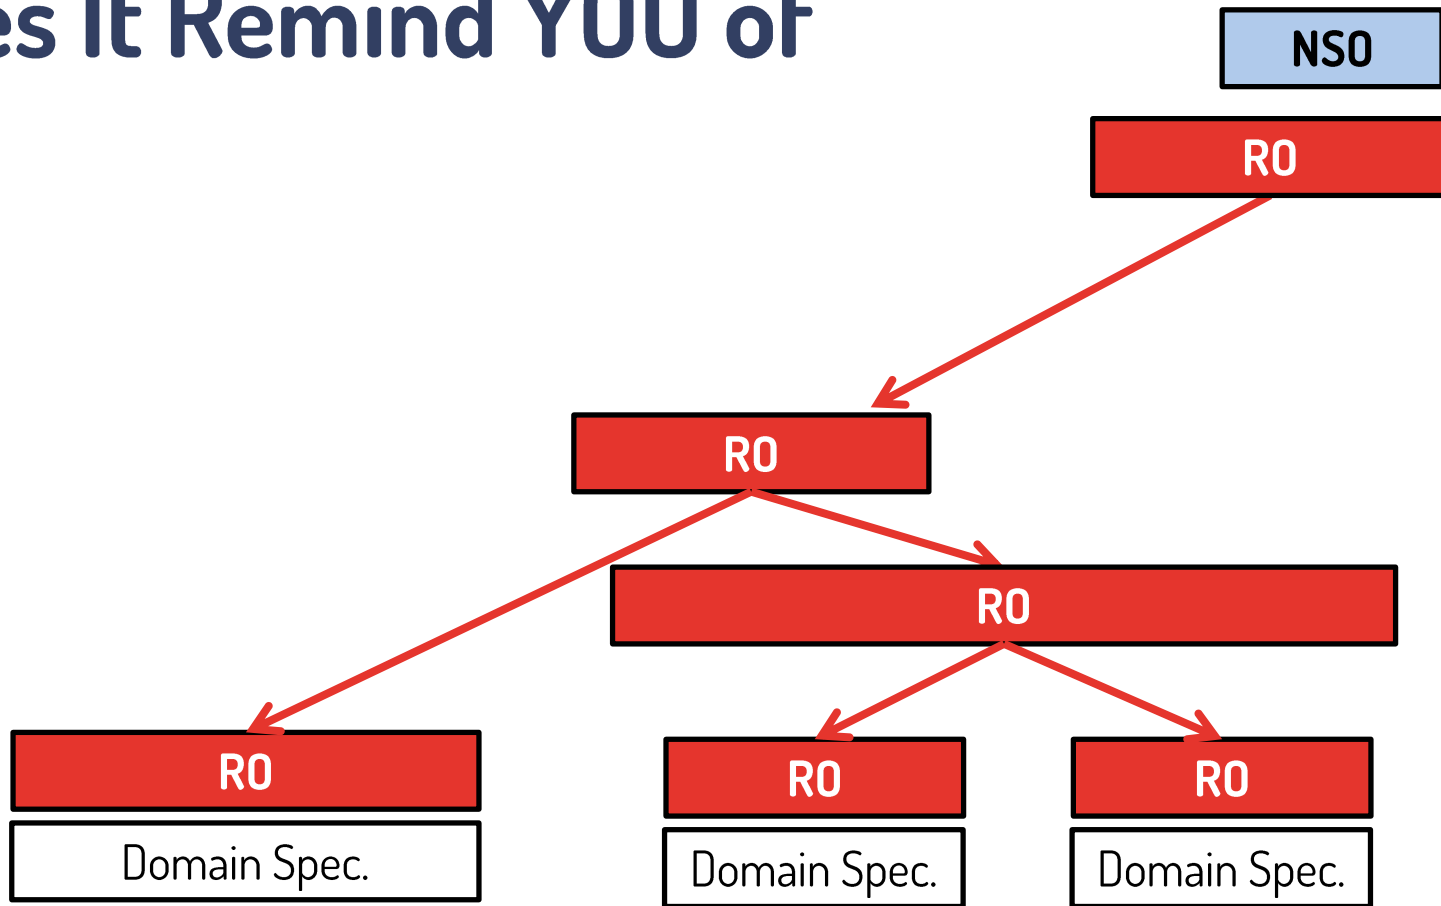 es It Remind YOU of
NSO
RO
RO
RO
RO
RO
RO
Domain Spec.
Domain Spec.
Domain Spec.